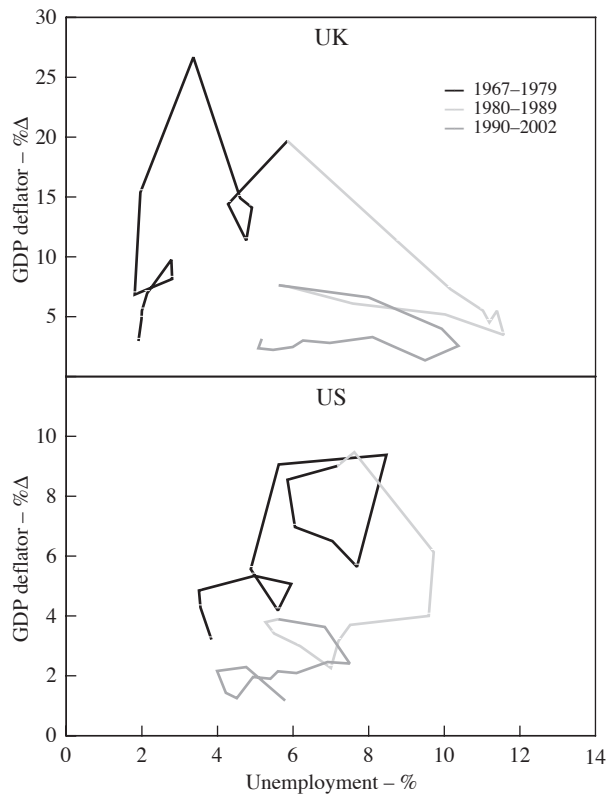 UK
1967–1979
1980–1989
1990–2002
GDP deflator – %Δ
30
25
20
15
10
5
US
GDP deflator – %Δ
10
8
6
4
2
0
0 2 4 6 8 10 12 14
Unemployment – %